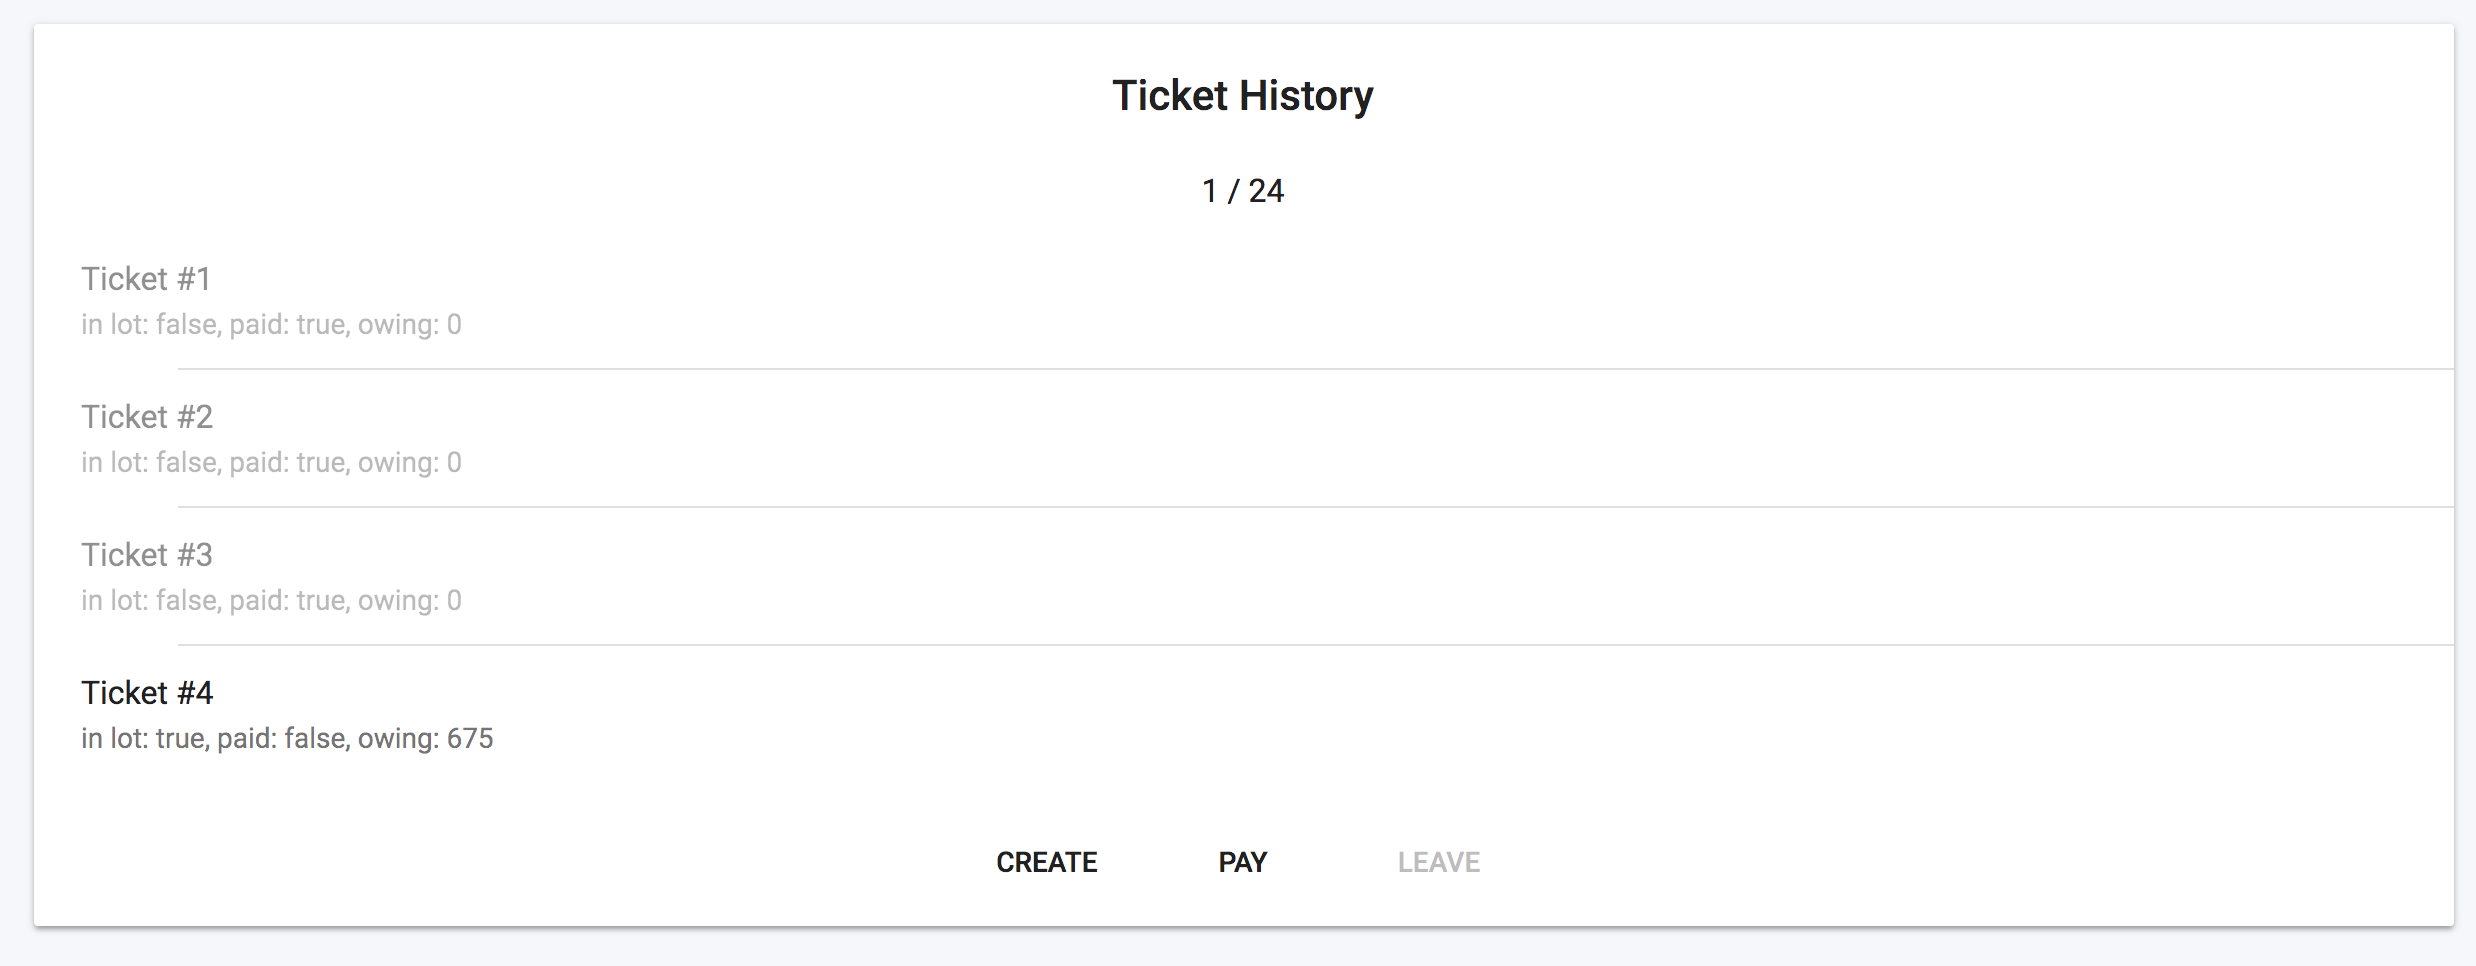 Ticket History
1 / 24
Ticket #1
in lot: false, paid: true, owing: 0
Ticket #2
in lot: false, paid: true, owing: 0
Ticket #3
in lot: false, paid: true, owing: 0
Ticket #4
in lot: true, paid: false, owing: 675
CREATE PAY LEAVE